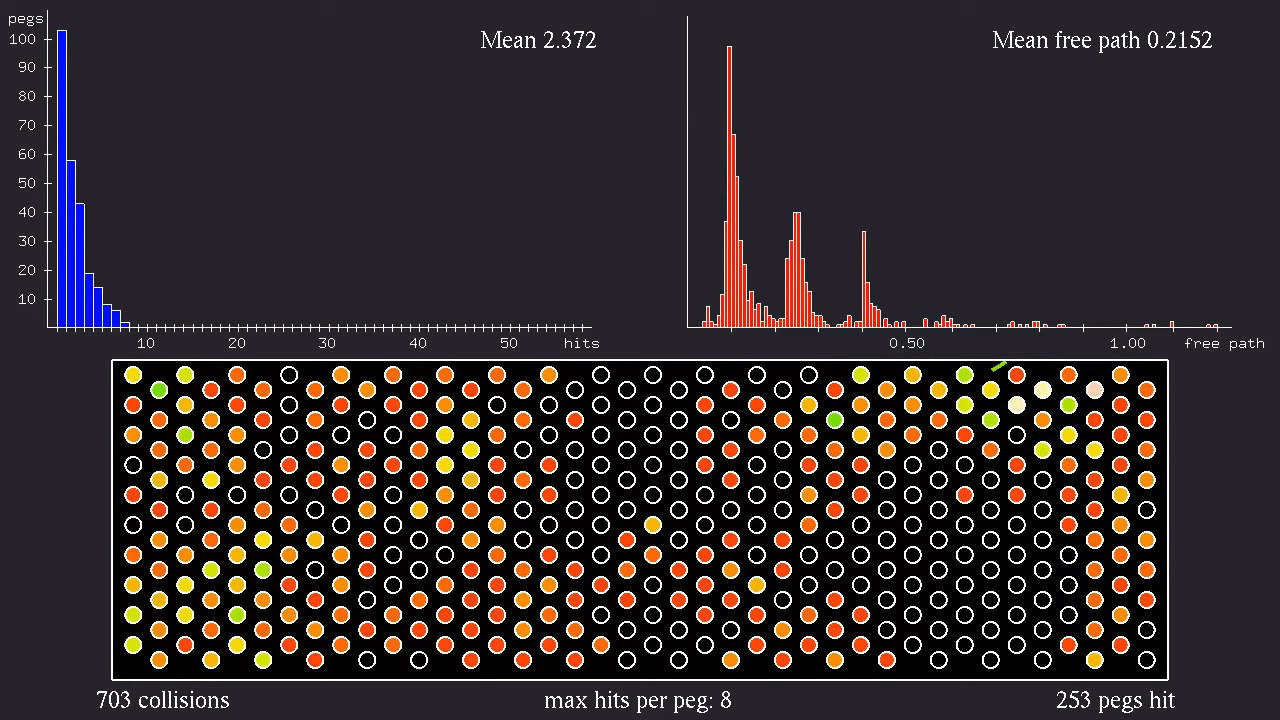 pegs
Mean 2.372
Mean free path 0.2152
100
90
80
70
60
50
40
30
20
10
10 20 30 40 50 hits
0.50 1.00 free path
703 collisions
max hits per peg: 8
253 pegs hit